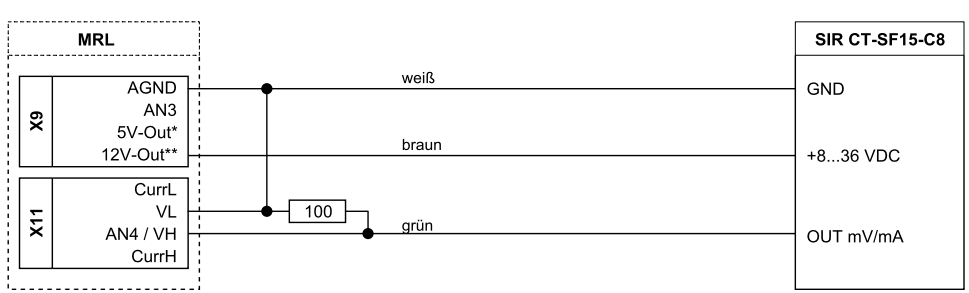 MRL
SIR CT-SF15-C8
X9
AGND
AN3
5V-Out*
12V-Out**
weiß
GND
braun
+8...36 VDC
X11
CurrL
VL
AN4 / VH
CurrH
100
grün
OUT mV/mA